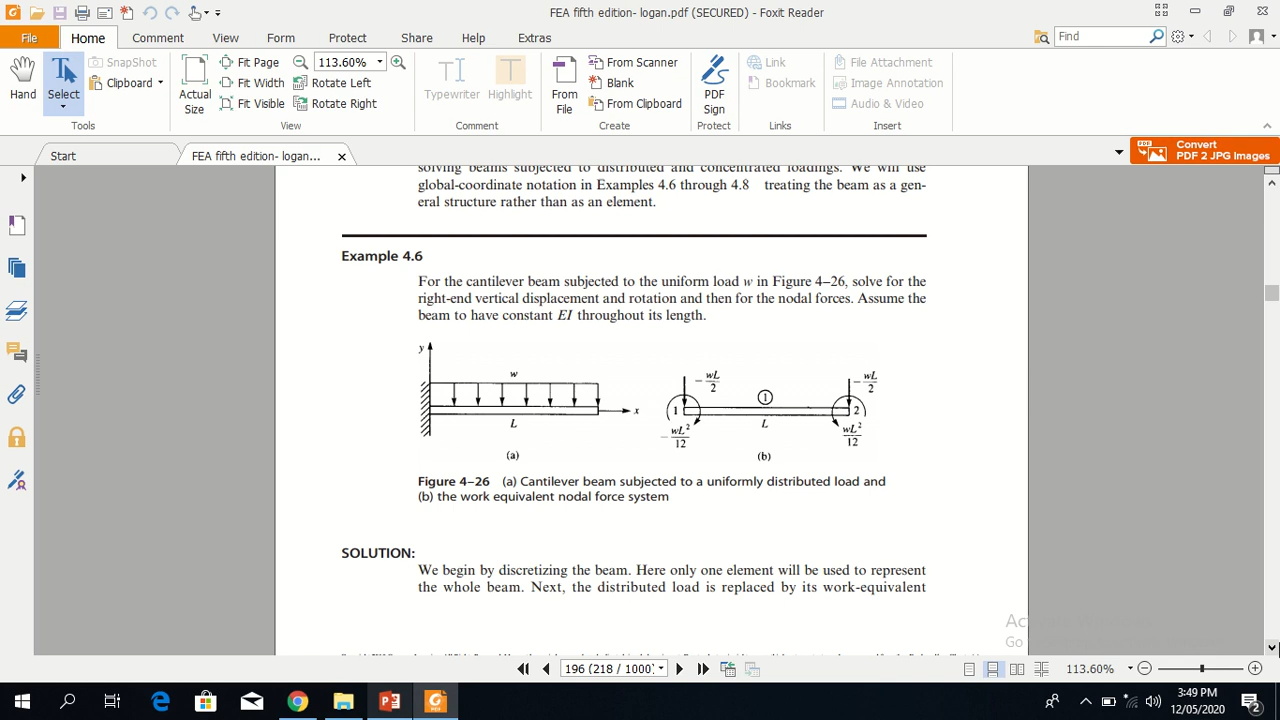 FEA fifth edition- logan.pdf (SECURED) - Foxit Reader
File Home Comment View Form Protect Share Help Extras
Find
Hand
Select
SnapShot
Clipboard
Tools
Actual Size
Fit Page
Fit Width
Fit Visible
113.60%
Rotate Left
Rotate Right
View
Typewriter
Highlight
Comment
From File
From Scanner
Blank
From Clipboard
Create
PDF Sign
Protect
Link
Bookmark
Links
File Attachment
Image Annotation
Audio & Video
Insert
Start
FEA fifth edition- logan...
Convert
PDF 2 JPG Images
solving beams subjected to distributed and concentrated loadings. We will use
global-coordinate notation in Examples 4.6 through 4.8 treating the beam as a gen-
eral structure rather than as an element.
Example 4.6
For the cantilever beam subjected to the uniform load w in Figure 4–26, solve for the
right-end vertical displacement and rotation and then for the nodal forces. Assume the
beam to have constant EI throughout its length.
y
w
x
L
(a)
-wL/2
-wL/2
1
1
2
L
-wL²/12
wL²/12
(b)
Figure 4–26 (a) Cantilever beam subjected to a uniformly distributed load and
(b) the work equivalent nodal force system
SOLUTION:
We begin by discretizing the beam. Here only one element will be used to represent
the whole beam. Next, the distributed load is replaced by its work-equivalent
Go
196 (218 / 1000)
113.60%
3:49 PM
12/05/2020
2